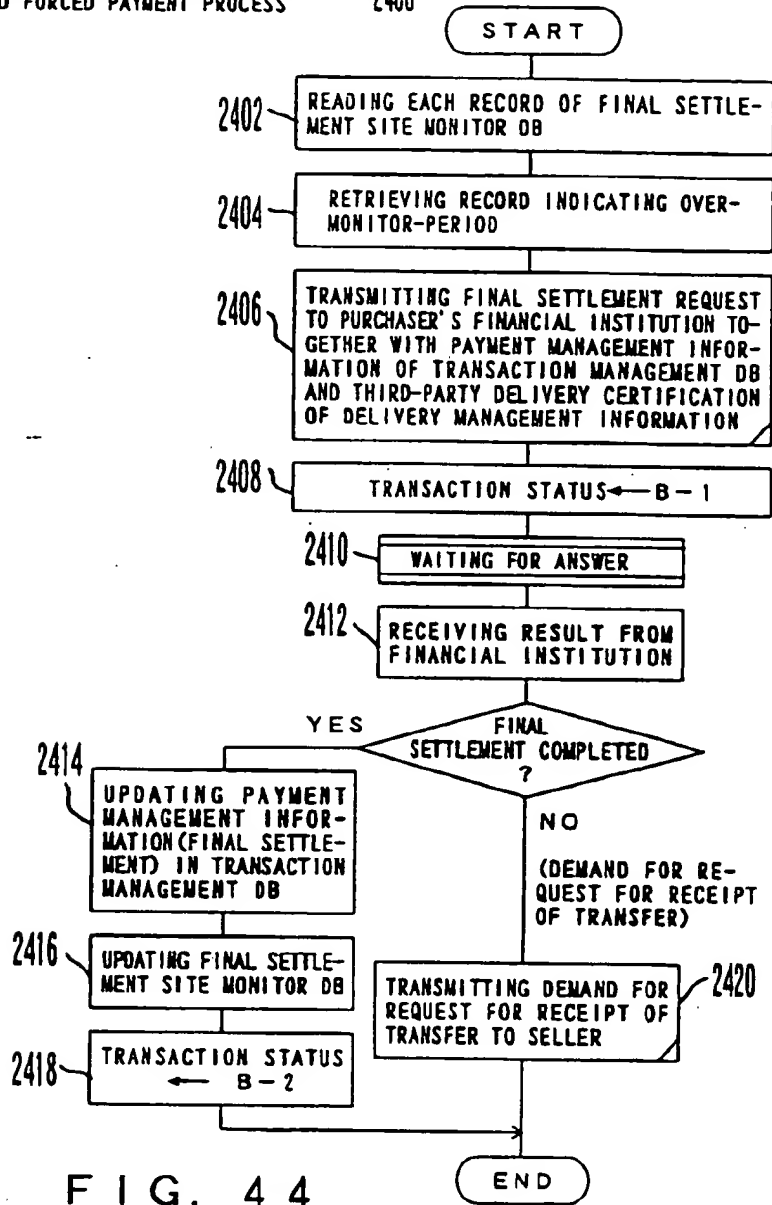 FORCED PAYMENT PROCESS 2400
START
2402
READING EACH RECORD OF FINAL SETTLE-
MENT SITE MONITOR DB
2404
RETRIEVING RECORD INDICATING OVER-
MONITOR-PERIOD
2406
TRANSMITTING FINAL SETTLEMENT REQUEST
TO PURCHASER'S FINANCIAL INSTITUTION TO-
GETHER WITH PAYMENT MANAGEMENT INFOR-
MATION OF TRANSACTION MANAGEMENT DB
AND THIRD-PARTY DELIVERY CERTIFICATION
OF DELIVERY MANAGEMENT INFORMATION
2408
TRANSACTION STATUS ← B-1
2410
WAITING FOR ANSWER
2412
RECEIVING RESULT FROM
FINANCIAL INSTITUTION
YES
FINAL
SETTLEMENT COMPLETED
?
2414
UPDATING PAYMENT
MANAGEMENT INFOR-
MATION(FINAL SETTLE-
MENT) IN TRANSACTION
MANAGEMENT DB
NO
(DEMAND FOR RE-
QUEST FOR RECEIPT
OF TRANSFER)
2416
UPDATING FINAL SETTLE-
MENT SITE MONITOR DB
2420
TRANSMITTING DEMAND FOR
REQUEST FOR RECEIPT OF
TRANSFER TO SELLER
2418
TRANSACTION STATUS
← B-2
END
FIG. 44